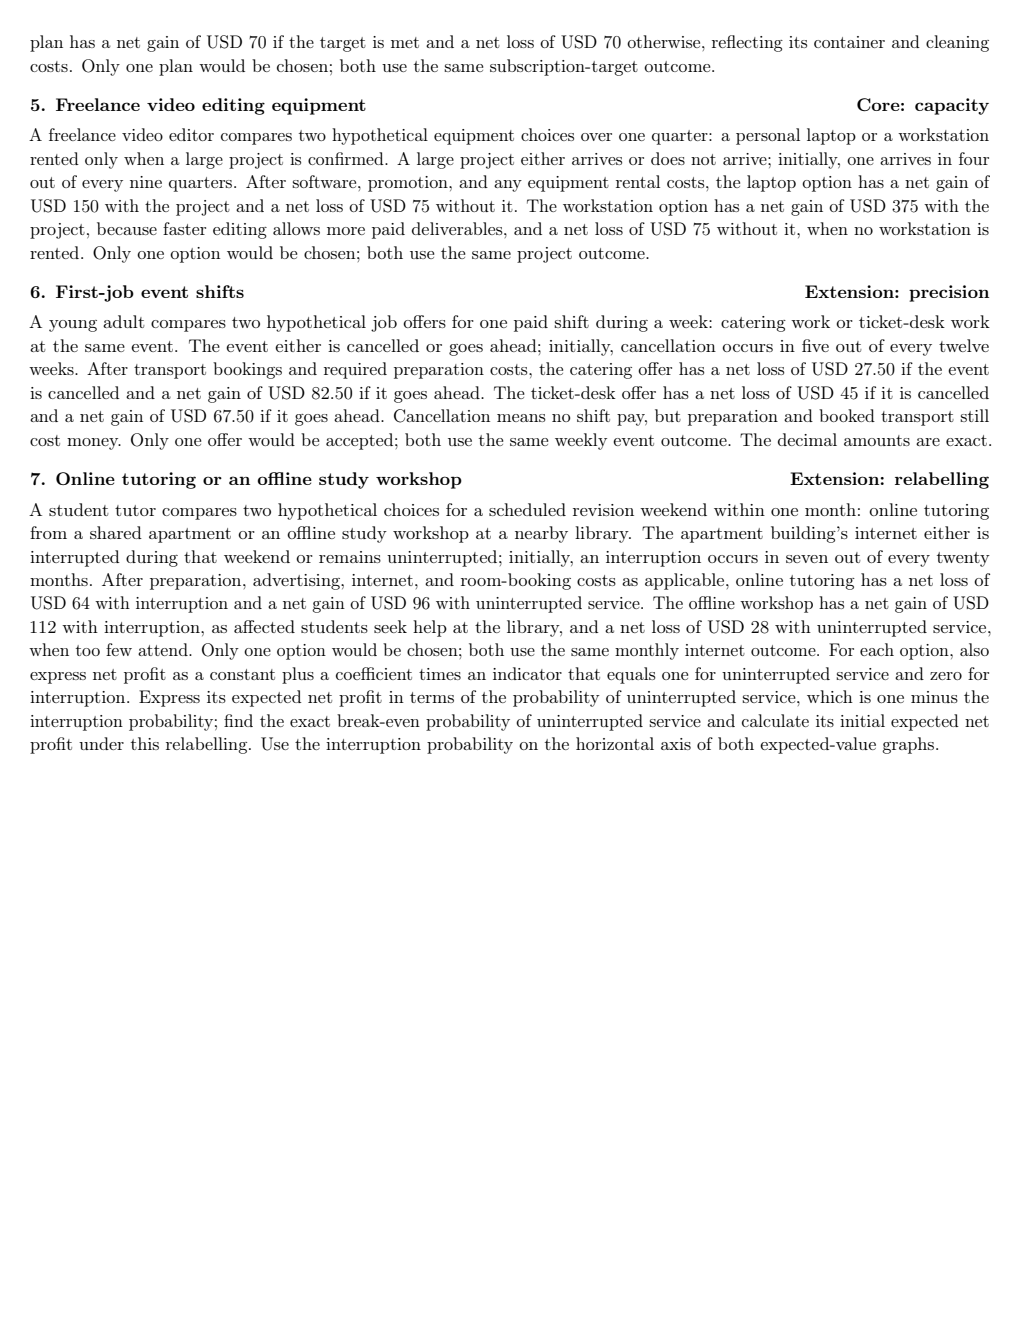 plan has a net gain of USD 70 if the target is met and a net loss of USD 70 otherwise, reflecting its container and cleaning
costs. Only one plan would be chosen; both use the same subscription-target outcome.
5. Freelance video editing equipment Core: capacity
A freelance video editor compares two hypothetical equipment choices over one quarter: a personal laptop or a workstation
rented only when a large project is confirmed. A large project either arrives or does not arrive; initially, one arrives in four
out of every nine quarters. After software, promotion, and any equipment rental costs, the laptop option has a net gain of
USD 150 with the project and a net loss of USD 75 without it. The workstation option has a net gain of USD 375 with the
project, because faster editing allows more paid deliverables, and a net loss of USD 75 without it, when no workstation is
rented. Only one option would be chosen; both use the same project outcome.
6. First-job event shifts Extension: precision
A young adult compares two hypothetical job offers for one paid shift during a week: catering work or ticket-desk work
at the same event. The event either is cancelled or goes ahead; initially, cancellation occurs in five out of every twelve
weeks. After transport bookings and required preparation costs, the catering offer has a net loss of USD 27.50 if the event
is cancelled and a net gain of USD 82.50 if it goes ahead. The ticket-desk offer has a net loss of USD 45 if it is cancelled
and a net gain of USD 67.50 if it goes ahead. Cancellation means no shift pay, but preparation and booked transport still
cost money. Only one offer would be accepted; both use the same weekly event outcome. The decimal amounts are exact.
7. Online tutoring or an offline study workshop Extension: relabelling
A student tutor compares two hypothetical choices for a scheduled revision weekend within one month: online tutoring
from a shared apartment or an offline study workshop at a nearby library. The apartment building's internet either is
interrupted during that weekend or remains uninterrupted; initially, an interruption occurs in seven out of every twenty
months. After preparation, advertising, internet, and room-booking costs as applicable, online tutoring has a net loss of
USD 64 with interruption and a net gain of USD 96 with uninterrupted service. The offline workshop has a net gain of USD
112 with interruption, as affected students seek help at the library, and a net loss of USD 28 with uninterrupted service,
when too few attend. Only one option would be chosen; both use the same monthly internet outcome. For each option, also
express net profit as a constant plus a coefficient times an indicator that equals one for uninterrupted service and zero for
interruption. Express its expected net profit in terms of the probability of uninterrupted service, which is one minus the
interruption probability; find the exact break-even probability of uninterrupted service and calculate its initial expected net
profit under this relabelling. Use the interruption probability on the horizontal axis of both expected-value graphs.